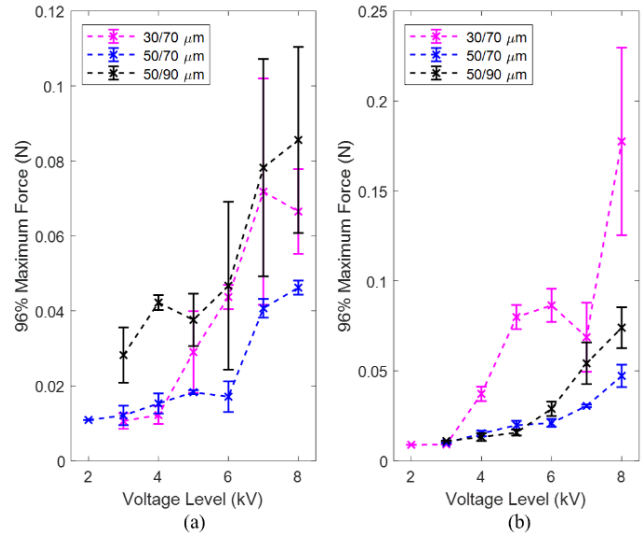 0.12
0.1
0.08
0.06
0.04
0.02
0
96% Maximum Force (N)
30/70 μm
50/70 μm
50/90 μm
2 3 4 5 6 7 8
Voltage Level (kV)
(a)
0.25
0.2
0.15
0.1
0.05
0
96% Maximum Force (N)
30/70 μm
50/70 μm
50/90 μm
2 4 6 8
Voltage Level (kV)
(b)